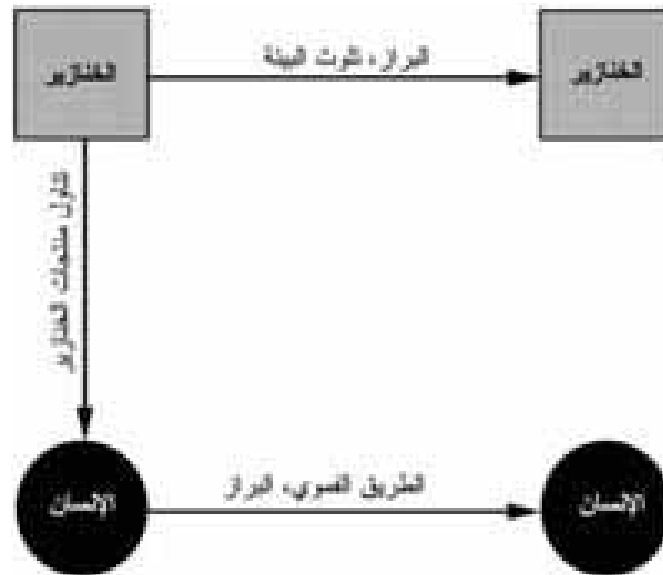 الخنازير
البراز، تلوث البيئة
الخنازير
تناول منتجات الخنازير
الإنسان
الطريق الفموي، البراز
الإنسان